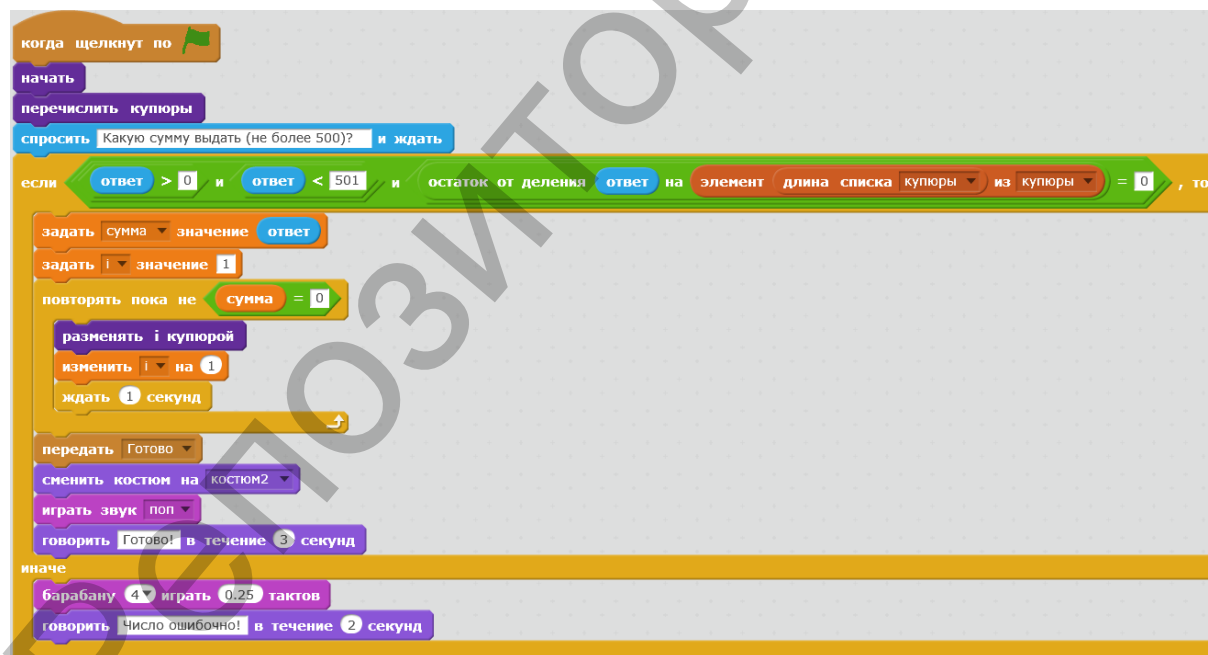 когда щелкнут по
начать
перечислить купюры
спросить Какую сумму выдать (не более 500)? и ждать
если ответ > 0 и ответ < 501 и остаток от деления ответ на элемент длина списка купюры из купюры = 0 , то
задать сумма значение ответ
задать i значение 1
повторять пока не сумма = 0
разменять i купюрой
изменить i на 1
ждать 1 секунд
передать Готово
сменить костюм на костюм2
играть звук поп
говорить Готово! в течение 3 секунд
иначе
барабану 4 играть 0.25 тактов
говорить Число ошибочно! в течение 2 секунд
епозитор